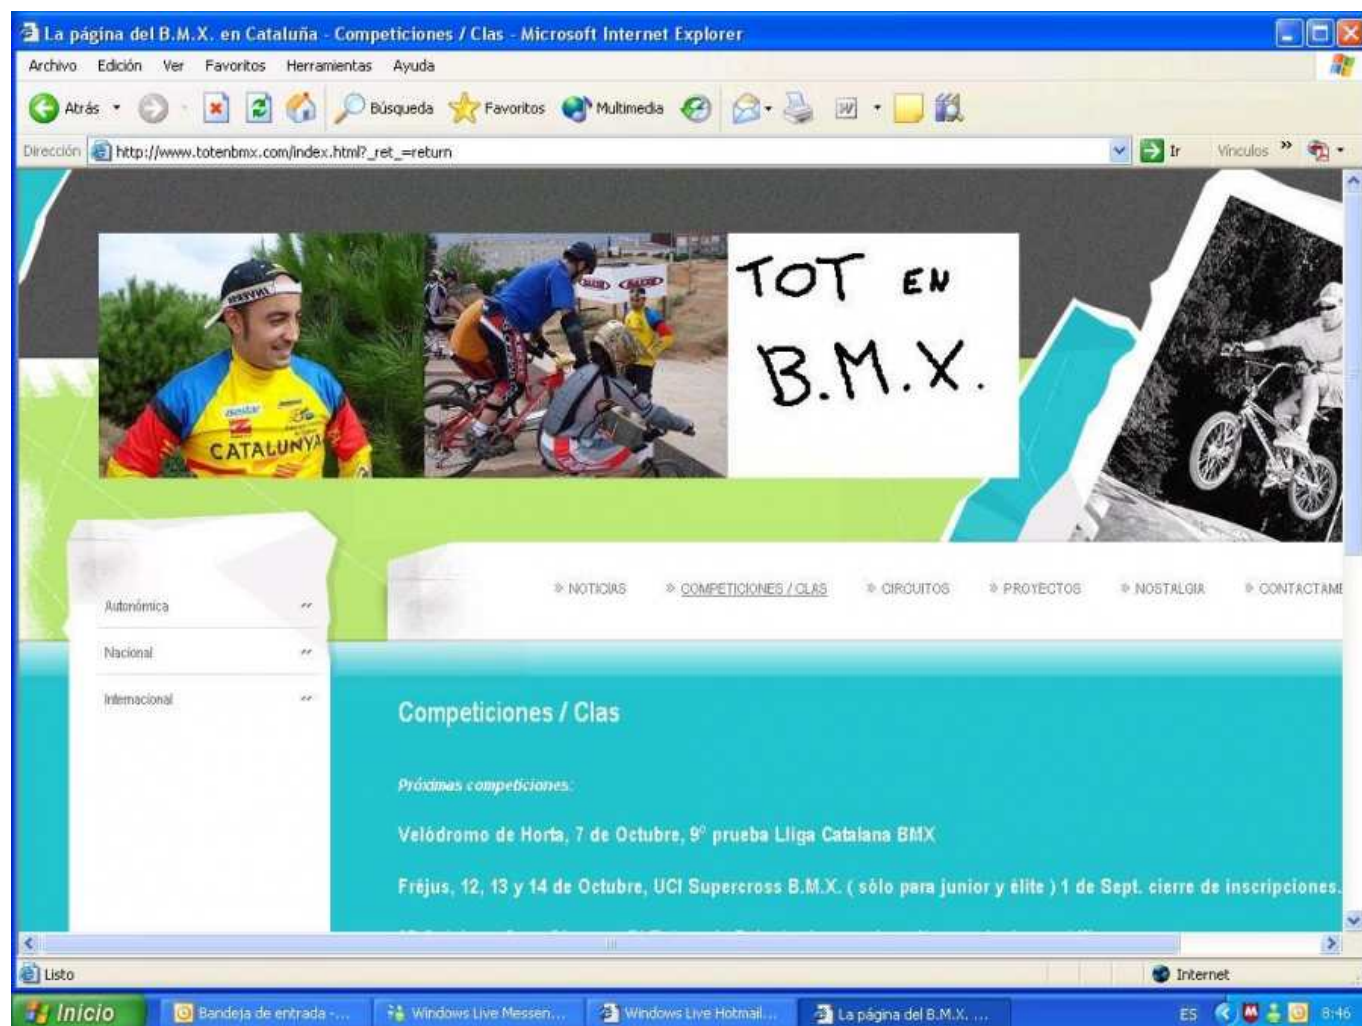 La página del B.M.X. en Cataluña - Competiciones / Clas - Microsoft Internet Explorer
Archivo Edición Ver Favoritos Herramientas Ayuda
Atrás Búsqueda Favoritos Multimedia
Dirección http://www.totenbmx.com/index.html?_ret_=return Ir Vínculos »
TOT EN
B.M.X.
CATALUNYA
» NOTICIAS » COMPETICIONES / CLAS » CIRCUITOS » PROYECTOS » NOSTALGIA » CONTACTAME
Autonómica
Nacional
Internacional
Competiciones / Clas
Próximas competiciones:
Velódromo de Horta, 7 de Octubre, 9º prueba Lliga Catalana BMX
Fréjus, 12, 13 y 14 de Octubre, UCI Supercross B.M.X. ( sólo para junior y élite ) 1 de Sept. cierre de inscripciones.
Listo Internet
Inicio Bandeja de entrada -... Windows Live Messen... Windows Live Hotmail... La página del B.M.X. ... ES 8:46